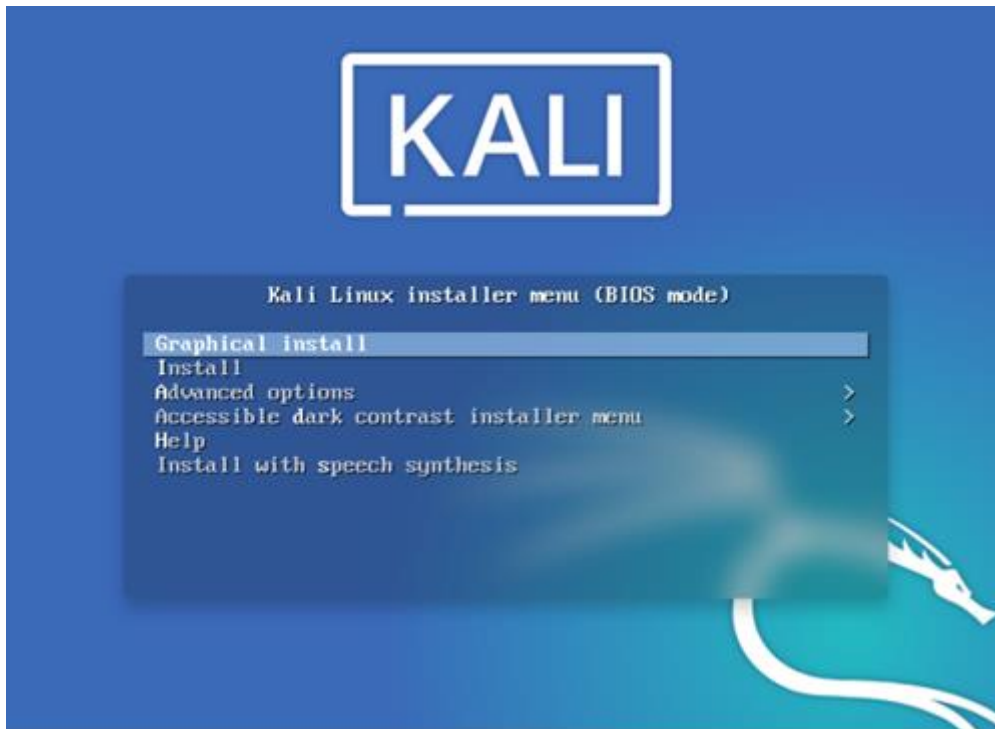 KALI
Kali Linux installer menu (BIOS mode)
Graphical install
Install
Advanced options >
Accessible dark contrast installer menu >
Help
Install with speech synthesis